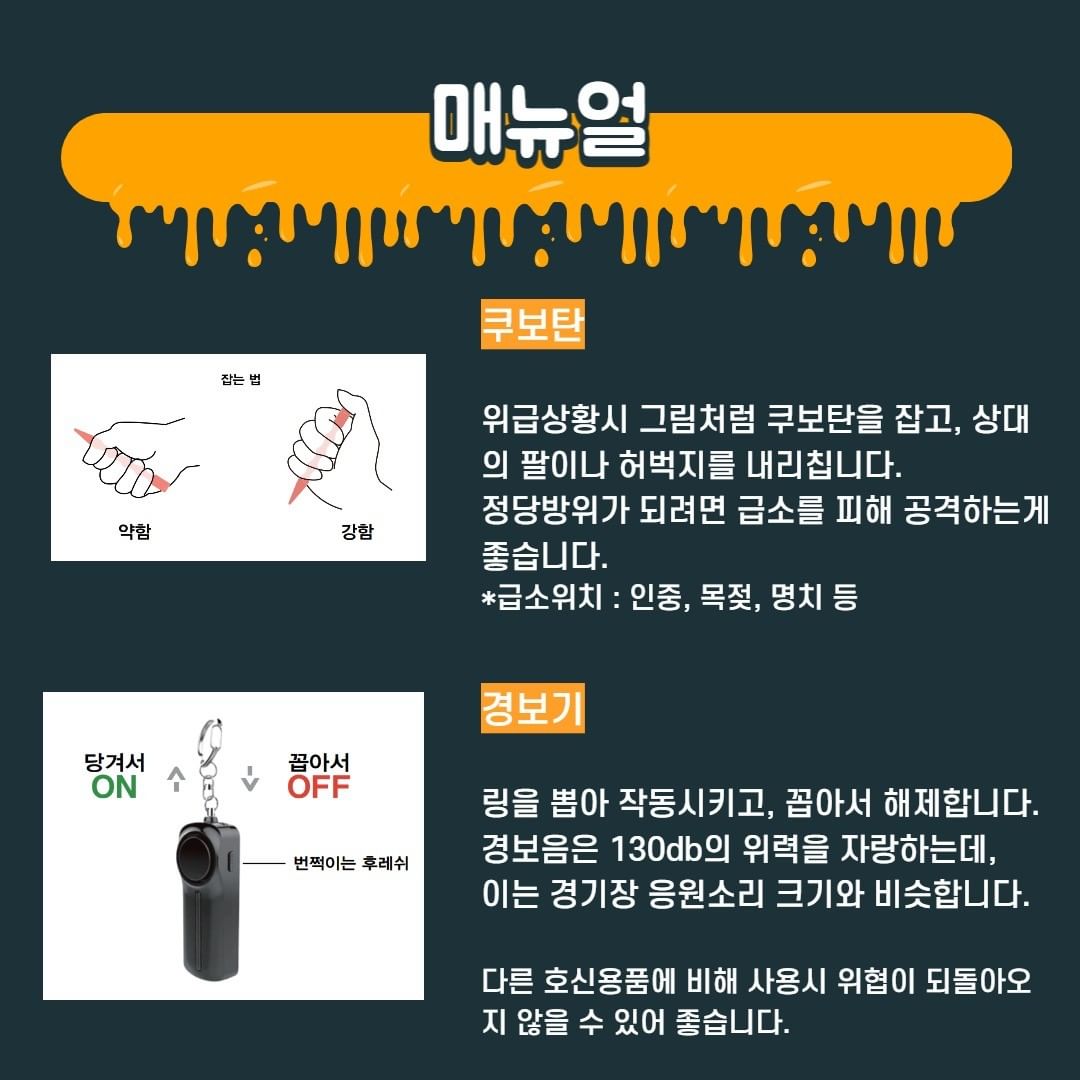 매뉴얼
쿠보탄
잡는 법
약함
강함
위급상황시 그림처럼 쿠보탄을 잡고, 상대
의 팔이나 허벅지를 내리칩니다.
정당방위가 되려면 급소를 피해 공격하는게
좋습니다.
*급소위치 : 인중, 목젖, 명치 등
경보기
당겨서
ON
꼽아서
OFF
번쩍이는 후레쉬
링을 뽑아 작동시키고, 꼽아서 해제합니다.
경보음은 130db의 위력을 자랑하는데,
이는 경기장 응원소리 크기와 비슷합니다.
다른 호신용품에 비해 사용시 위협이 되돌아오
지 않을 수 있어 좋습니다.